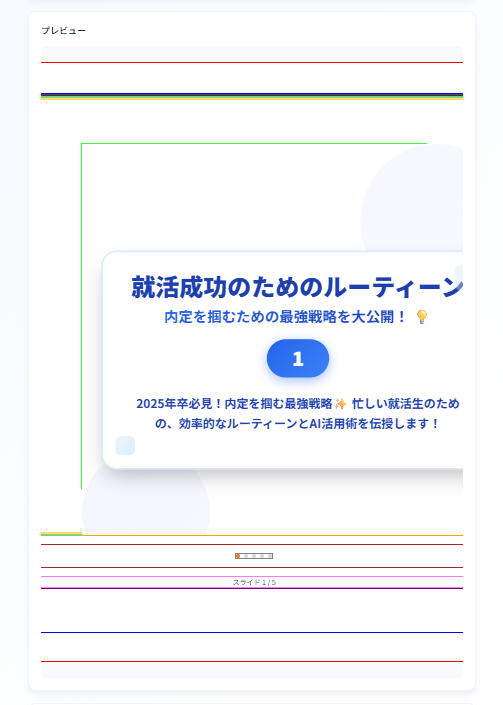 プレビュー
就活成功のためのルーティーン
内定を掴むための最強戦略を大公開！💡
1
2025年卒必見！内定を掴む最強戦略✨ 忙しい就活生のため
の、効率的なルーティーンとAI活用術を伝授します！
スライド 1 / 5